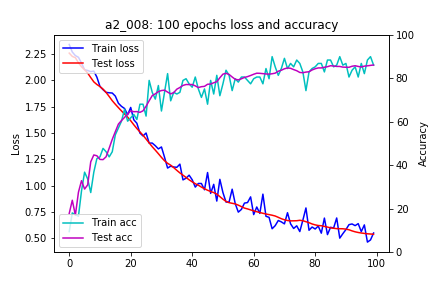 a2_008: 100 epochs loss and accuracy
Train loss
Test loss
Train acc
Test acc
Loss
2.25
2.00
1.75
1.50
1.25
1.00
0.75
0.50
Accuracy
100
80
60
40
20
0
0 20 40 60 80 100